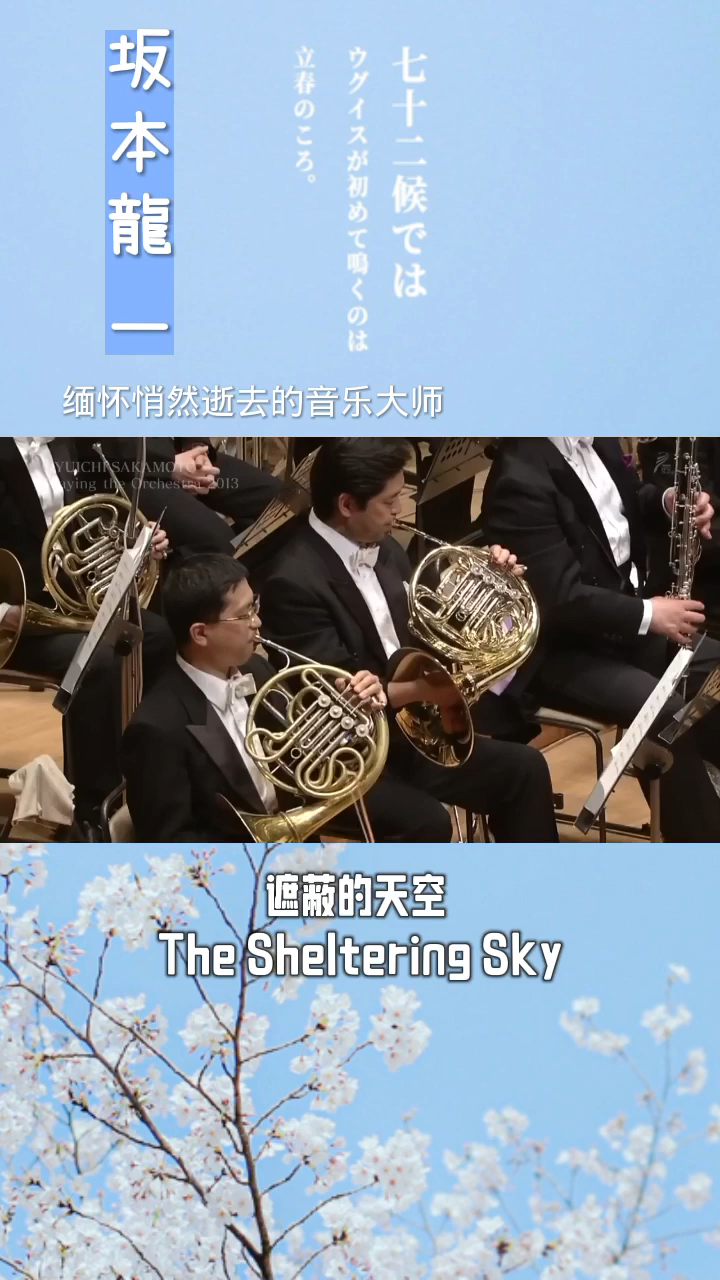 坂本龍一
七十二候では
ウグイスが初めて鳴くのは
立春のころ。
缅怀悄然逝去的音乐大师
YUICHI SAKAMOTO
aying the Orchestra 2013
遮蔽的天空
The Sheltering Sky